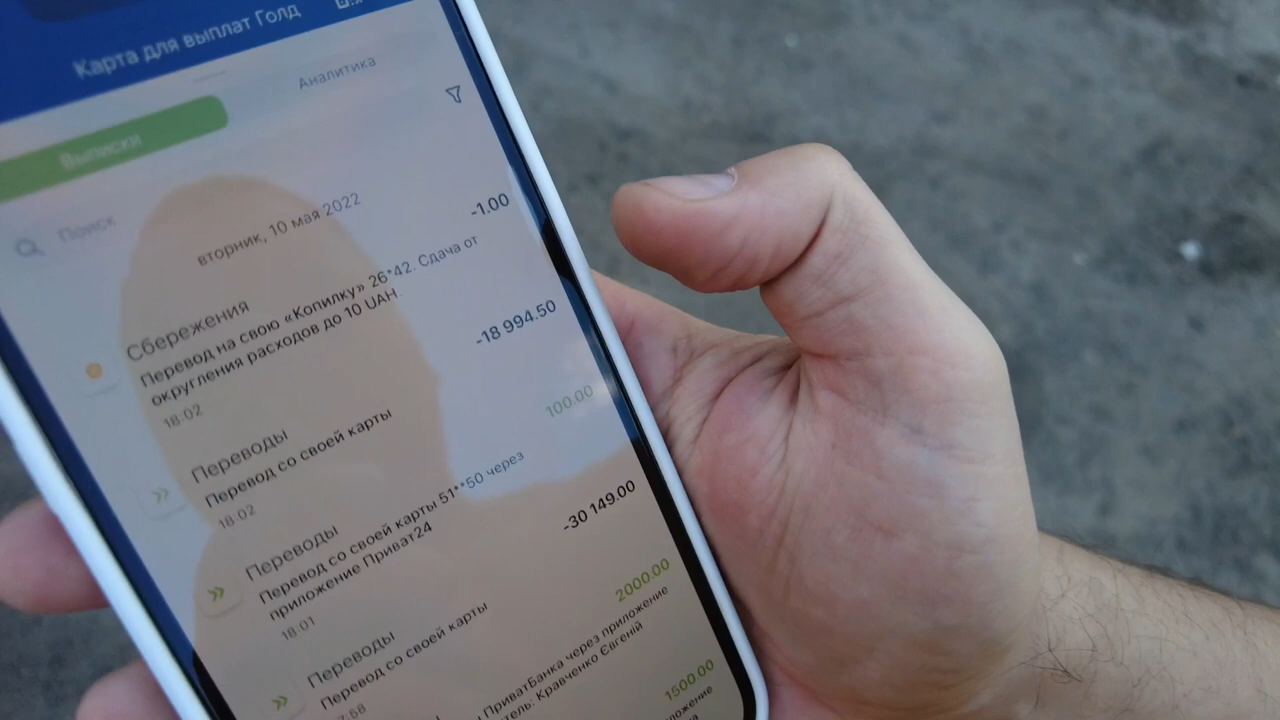 Карта для выплат Голд
Выписки
Аналитика
Поиск
вторник, 10 мая 2022
Сбережения
-1.00
Перевод на свою «Копилку» 26*42. Сдача от
округления расходов до 10 UAH.
18:02
Переводы
-18 994.50
Перевод со своей карты
18:02
Переводы
100.00
Перевод со своей карты 51**50 через
приложение Приват24
18:01
Переводы
-30 149.00
Перевод со своей карты
7:58
2000.00
ПриватБанка через приложение
тель: Кравченко Євгеній
1500.00